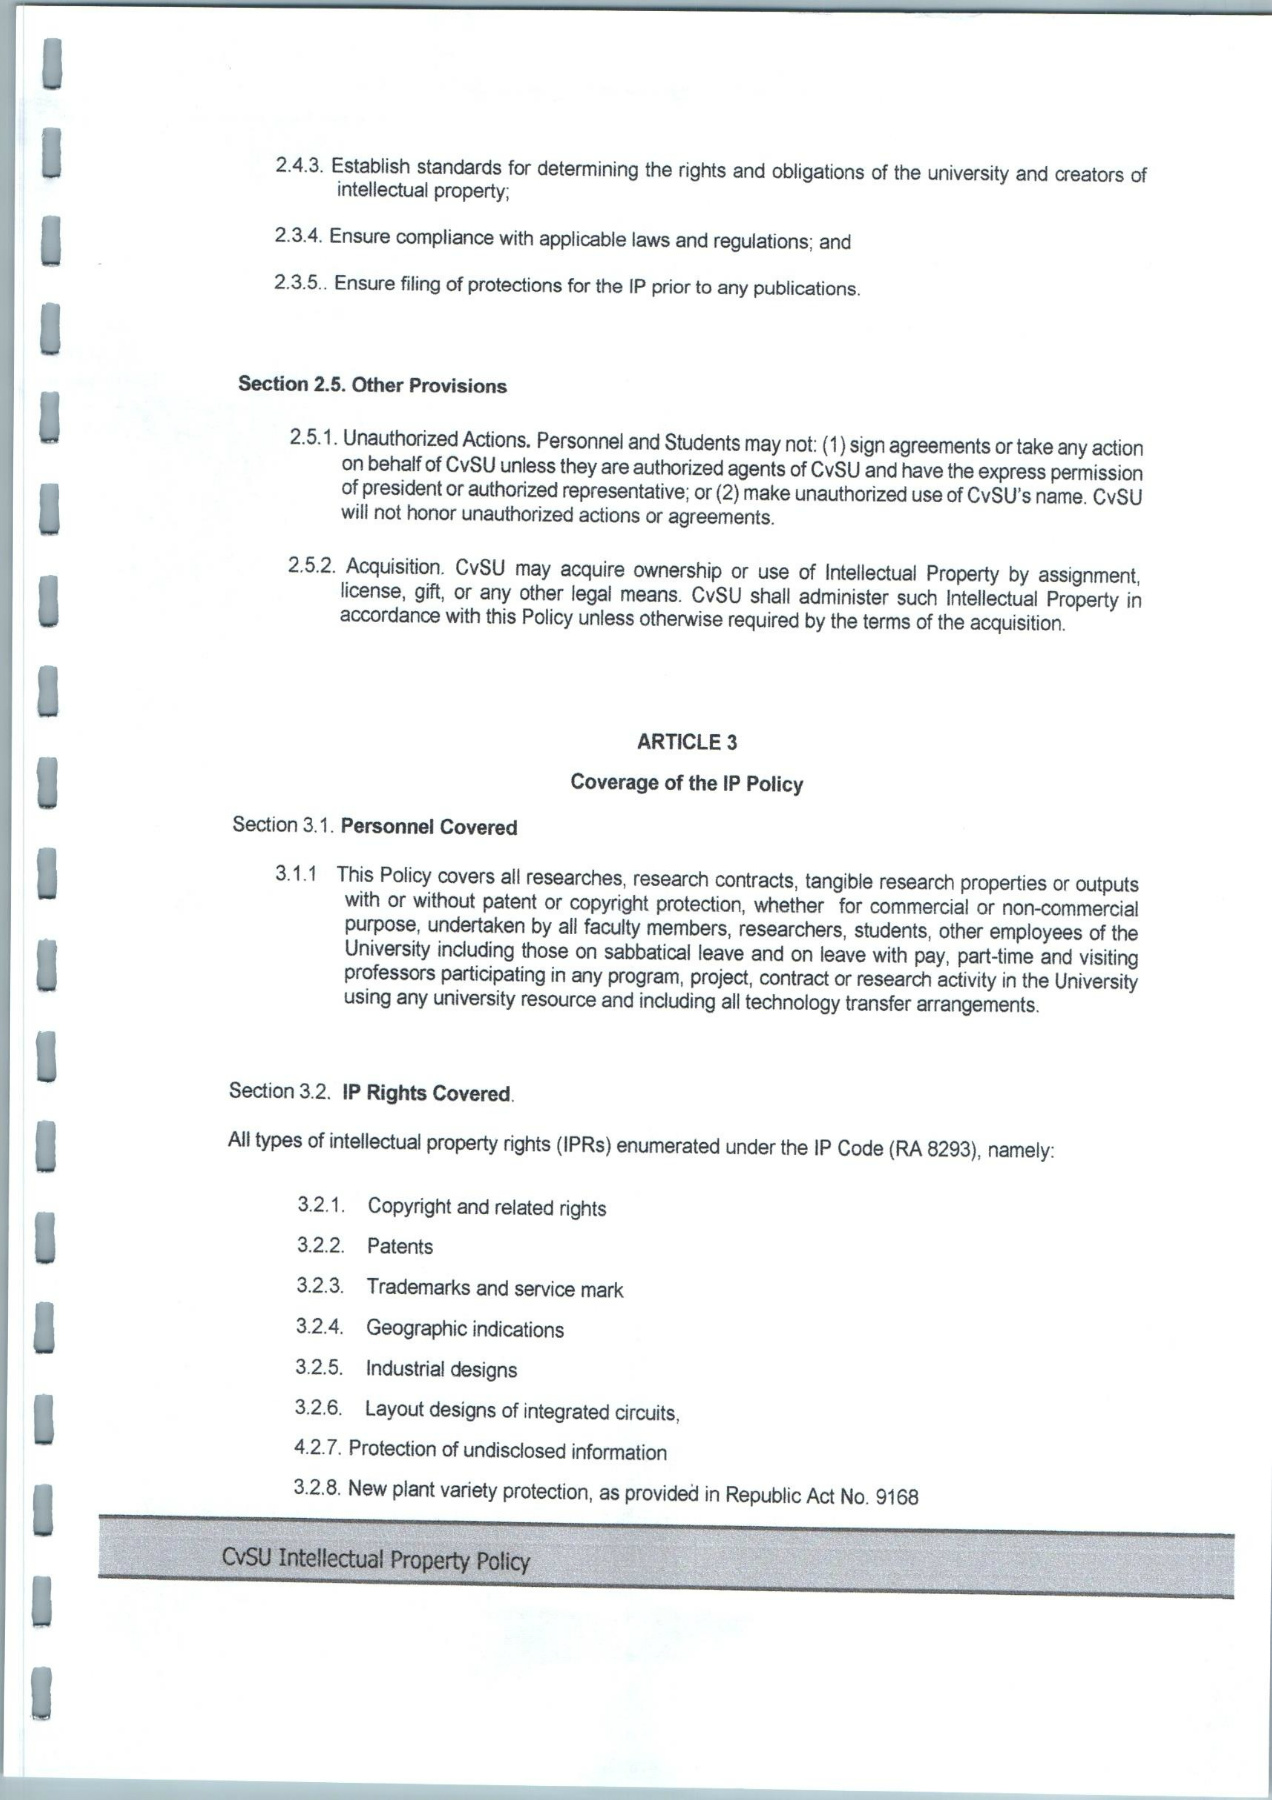 2.4.3. Establish standards for determining the rights and obligations of the university and creators of
intellectual property;
2.3.4. Ensure compliance with applicable laws and regulations; and
2.3.5.. Ensure filing of protections for the IP prior to any publications.
Section 2.5. Other Provisions
2.5.1. Unauthorized Actions. Personnel and Students may not: (1) sign agreements or take any action
on behalf of CvSU unless they are authorized agents of CvSU and have the express permission
of president or authorized representative; or (2) make unauthorized use of CvSU's name. CvSU
will not honor unauthorized actions or agreements.
2.5.2. Acquisition. CvSU may acquire ownership or use of Intellectual Property by assignment,
license, gift, or any other legal means. CvSU shall administer such Intellectual Property in
accordance with this Policy unless otherwise required by the terms of the acquisition.
ARTICLE 3
Coverage of the IP Policy
Section 3.1. Personnel Covered
3.1.1 This Policy covers all researches, research contracts, tangible research properties or outputs
with or without patent or copyright protection, whether for commercial or non-commercial
purpose, undertaken by all faculty members, researchers, students, other employees of the
University including those on sabbatical leave and on leave with pay, part-time and visiting
professors participating in any program, project, contract or research activity in the University
using any university resource and including all technology transfer arrangements.
Section 3.2. IP Rights Covered.
All types of intellectual property rights (IPRs) enumerated under the IP Code (RA 8293), namely:
3.2.1. Copyright and related rights
3.2.2. Patents
3.2.3. Trademarks and service mark
3.2.4. Geographic indications
3.2.5. Industrial designs
3.2.6. Layout designs of integrated circuits,
4.2.7. Protection of undisclosed information
3.2.8. New plant variety protection, as provided in Republic Act No. 9168
CvSU Intellectual Property Policy